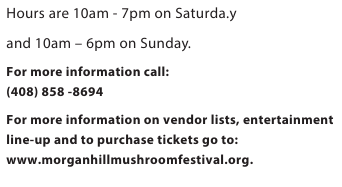 Hours are 10am - 7pm on Saturda.y
and 10am – 6pm on Sunday.
For more information call:
(408) 858 -8694
For more information on vendor lists, entertainment
line-up and to purchase tickets go to:
www.morganhillmushroomfestival.org.